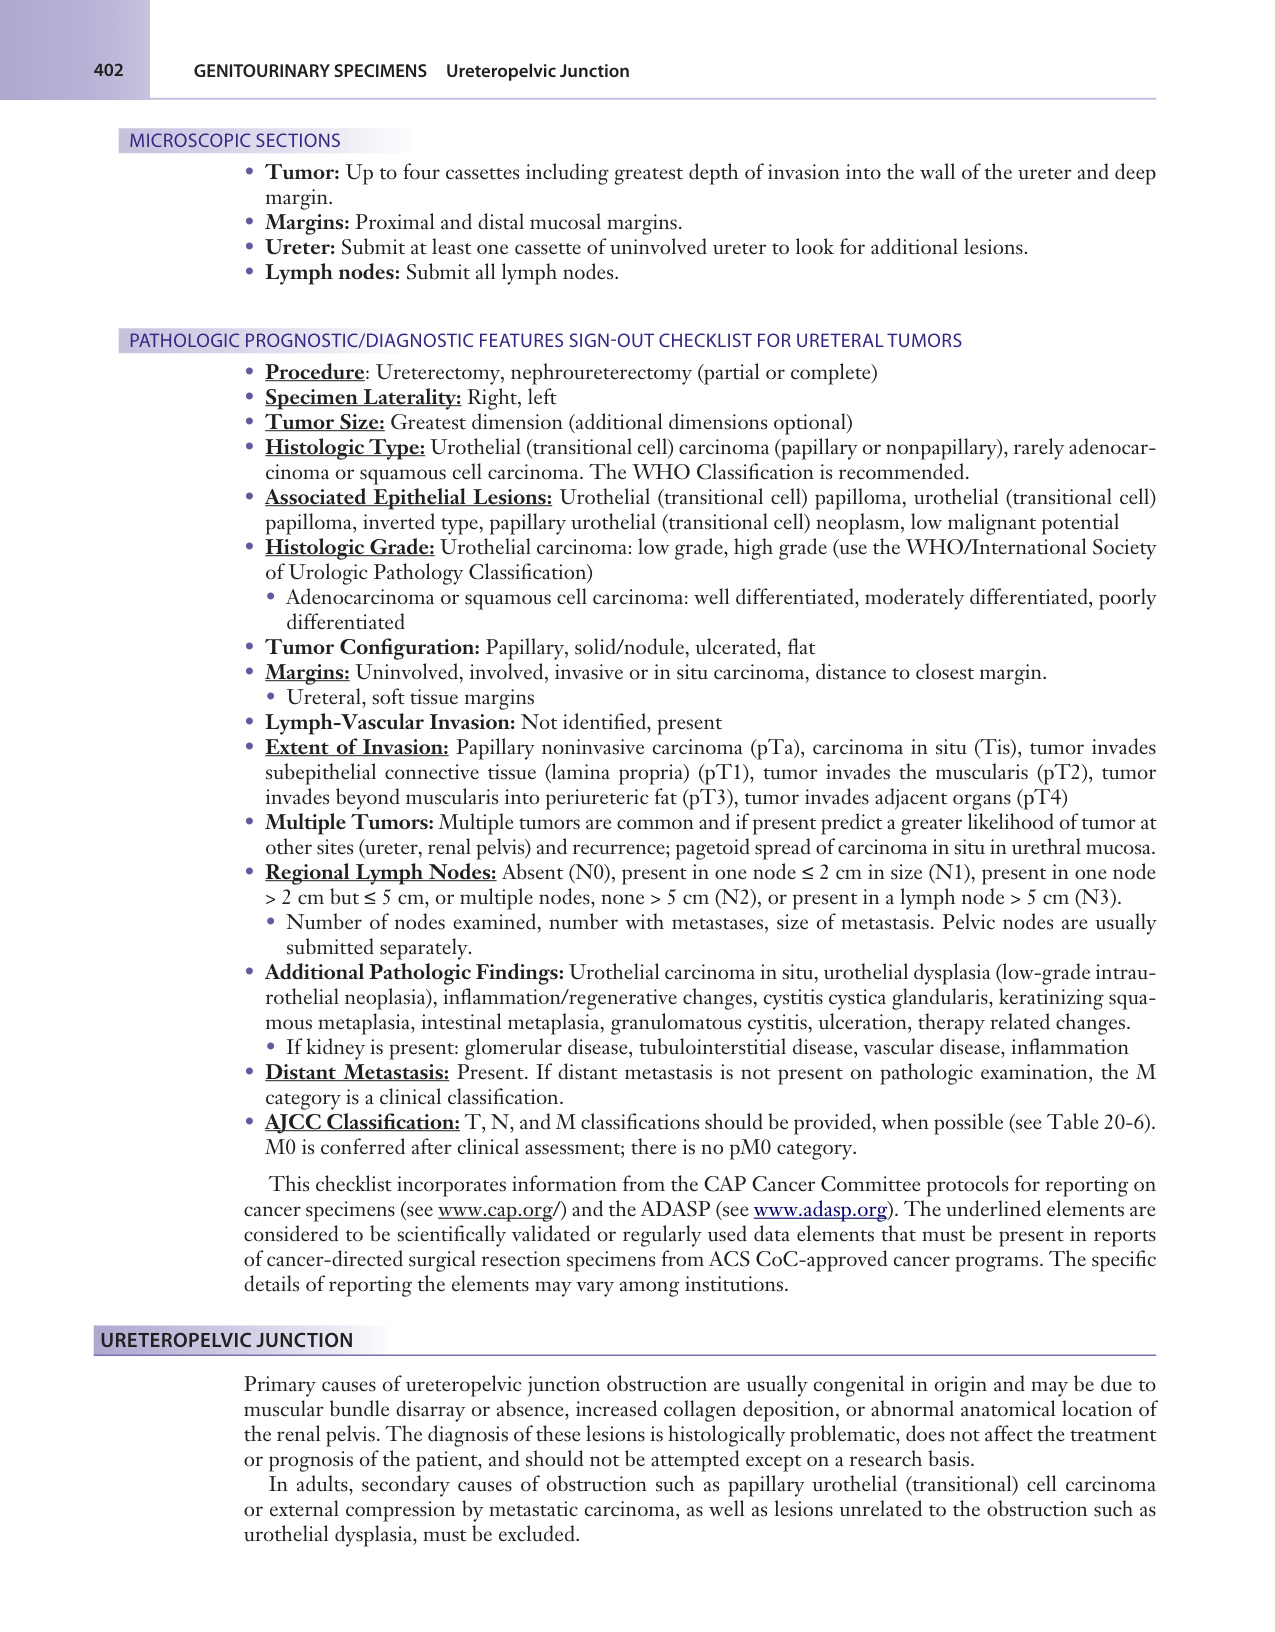 402
GENITOURINARY SPECIMENS Ureteropelvic Junction
MICROSCOPIC SECTIONS
• Tumor: Up to four cassettes including greatest depth of invasion into the wall of the ureter and deep
margin.
• Margins: Proximal and distal mucosal margins.
• Ureter: Submit at least one cassette of uninvolved ureter to look for additional lesions.
• Lymph nodes: Submit all lymph nodes.
PATHOLOGIC PROGNOSTIC/DIAGNOSTIC FEATURES SIGN-OUT CHECKLIST FOR URETERAL TUMORS
• Procedure: Ureterectomy, nephroureterectomy (partial or complete)
• Specimen Laterality: Right, left
• Tumor Size: Greatest dimension (additional dimensions optional)
• Histologic Type: Urothelial (transitional cell) carcinoma (papillary or nonpapillary), rarely adenocar-
cinoma or squamous cell carcinoma. The WHO Classification is recommended.
• Associated Epithelial Lesions: Urothelial (transitional cell) papilloma, urothelial (transitional cell)
papilloma, inverted type, papillary urothelial (transitional cell) neoplasm, low malignant potential
• Histologic Grade: Urothelial carcinoma: low grade, high grade (use the WHO/International Society
of Urologic Pathology Classification)
• Adenocarcinoma or squamous cell carcinoma: well differentiated, moderately differentiated, poorly
differentiated
• Tumor Configuration: Papillary, solid/nodule, ulcerated, flat
• Margins: Uninvolved, involved, invasive or in situ carcinoma, distance to closest margin.
• Ureteral, soft tissue margins
• Lymph-Vascular Invasion: Not identified, present
• Extent of Invasion: Papillary noninvasive carcinoma (pTa), carcinoma in situ (Tis), tumor invades
subepithelial connective tissue (lamina propria) (pT1), tumor invades the muscularis (pT2), tumor
invades beyond muscularis into periureteric fat (pT3), tumor invades adjacent organs (pT4)
• Multiple Tumors: Multiple tumors are common and if present predict a greater likelihood of tumor at
other sites (ureter, renal pelvis) and recurrence; pagetoid spread of carcinoma in situ in urethral mucosa.
• Regional Lymph Nodes: Absent (N0), present in one node ≤ 2 cm in size (N1), present in one node
> 2 cm but ≤ 5 cm, or multiple nodes, none > 5 cm (N2), or present in a lymph node > 5 cm (N3).
• Number of nodes examined, number with metastases, size of metastasis. Pelvic nodes are usually
submitted separately.
• Additional Pathologic Findings: Urothelial carcinoma in situ, urothelial dysplasia (low-grade intrau-
rothelial neoplasia), inflammation/regenerative changes, cystitis cystica glandularis, keratinizing squa-
mous metaplasia, intestinal metaplasia, granulomatous cystitis, ulceration, therapy related changes.
• If kidney is present: glomerular disease, tubulointerstitial disease, vascular disease, inflammation
• Distant Metastasis: Present. If distant metastasis is not present on pathologic examination, the M
category is a clinical classification.
• AJCC Classification: T, N, and M classifications should be provided, when possible (see Table 20-6).
M0 is conferred after clinical assessment; there is no pM0 category.
This checklist incorporates information from the CAP Cancer Committee protocols for reporting on
cancer specimens (see www.cap.org/) and the ADASP (see www.adasp.org). The underlined elements are
considered to be scientifically validated or regularly used data elements that must be present in reports
of cancer-directed surgical resection specimens from ACS CoC-approved cancer programs. The specific
details of reporting the elements may vary among institutions.
URETEROPELVIC JUNCTION
Primary causes of ureteropelvic junction obstruction are usually congenital in origin and may be due to
muscular bundle disarray or absence, increased collagen deposition, or abnormal anatomical location of
the renal pelvis. The diagnosis of these lesions is histologically problematic, does not affect the treatment
or prognosis of the patient, and should not be attempted except on a research basis.
In adults, secondary causes of obstruction such as papillary urothelial (transitional) cell carcinoma
or external compression by metastatic carcinoma, as well as lesions unrelated to the obstruction such as
urothelial dysplasia, must be excluded.